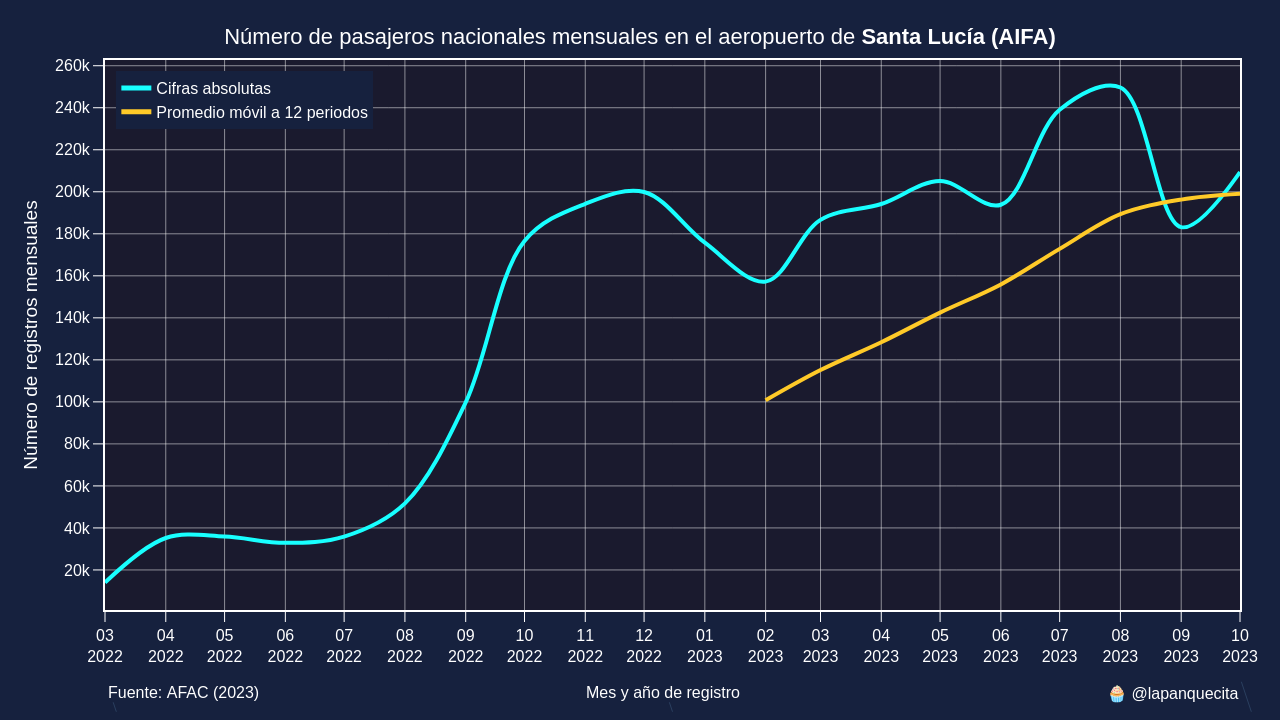 Número de pasajeros nacionales mensuales en el aeropuerto de Santa Lucía (AIFA)
Cifras absolutas
Promedio móvil a 12 periodos
Número de registros mensuales
260k
240k
220k
200k
180k
160k
140k
120k
100k
80k
60k
40k
20k
03 04 05 06 07 08 09 10 11 12 01 02 03 04 05 06 07 08 09 10
2022 2022 2022 2022 2022 2022 2022 2022 2022 2022 2023 2023 2023 2023 2023 2023 2023 2023 2023 2023
Fuente: AFAC (2023)
Mes y año de registro
🧁 @lapanquecita